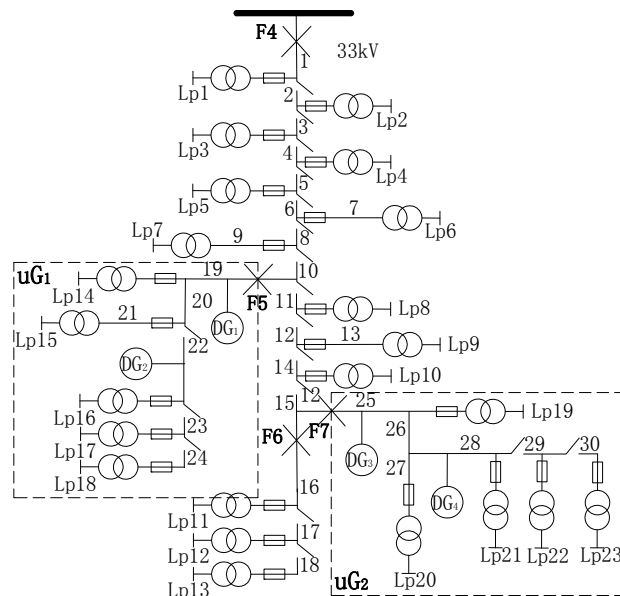 F4
33kV
1
Lp1
2
Lp2
3
Lp3
4
Lp4
5
Lp5
6
7
Lp6
Lp7
9
8
uG1
19
10
Lp14
F5
20
11
Lp8
21
DG1
Lp15
22
12
13
Lp9
DG2
14
Lp10
12
25
15
Lp16
F6
F7
Lp19
23
26
Lp17
28
29
30
24
DG3
27
Lp18
DG4
16
Lp11
17
Lp12
18
Lp21
Lp22
Lp23
Lp13
Lp20
uG2